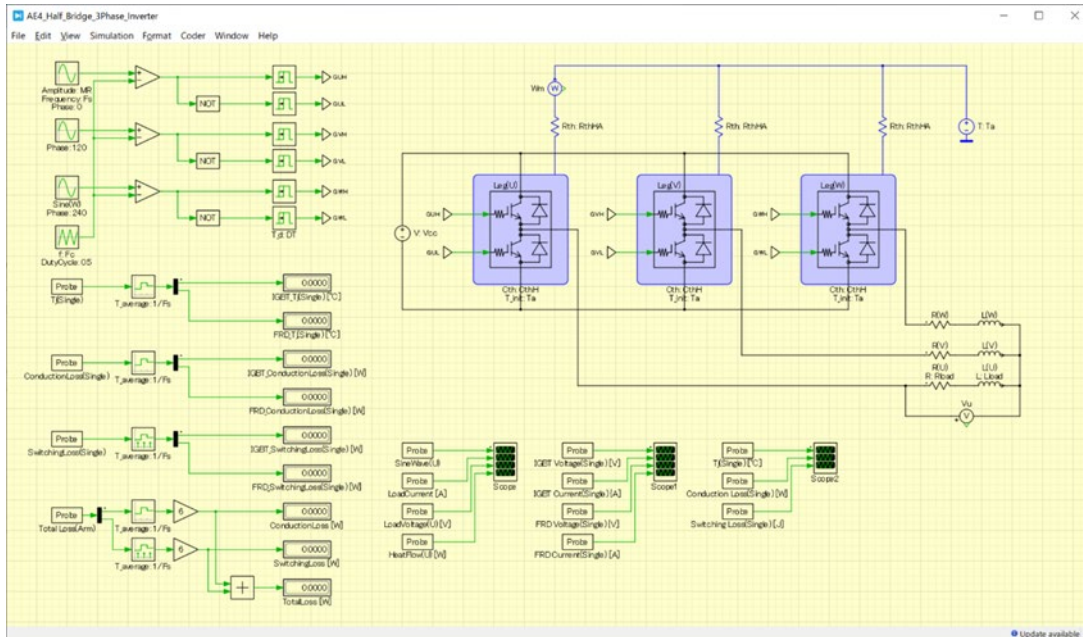 AE4_Half_Bridge_3Phase_Inverter
File Edit View Simulation Format Coder Window Help
Amplitude: MR
Frequency: Fs
Phase: 0
NOT
GUH
GUL
Phase: 120
NOT
GVH
GVL
Sine(W)
Phase: 240
NOT
GWH
GWL
f: Fc
DutyCycle: 0.5
T_d: DT
Wm
W
Rth: RthHA
Rth: RthHA
Rth: RthHA
T: Ta
V: Vcc
Leg(U)
GUH
GUL
Cth: CthH
T_init: Ta
Leg(V)
GVH
GVL
Cth: CthH
T_init: Ta
Leg(W)
GWH
GWL
Cth: CthH
T_init: Ta
R(W)
L(W)
R(V)
L(V)
R(U)
L(U)
R: Rload
L: Lload
Vu
V
Probe
Tj(Single)
T_average: 1/Fs
0.0000
IGBT_Tj(Single) [°C]
0.0000
FRD_Tj(Single) [°C]
Probe
ConductionLoss(Single)
T_average: 1/Fs
0.0000
IGBT_ConductionLoss(Single) [W]
0.0000
FRD_ConductionLoss(Single) [W]
Probe
SwitchingLoss(Single)
T_average: 1/Fs
0.0000
IGBT_SwitchingLoss(Single) [W]
0.0000
FRD_SwitchingLoss(Single) [W]
Probe
Total Loss(Arm)
T_average: 1/Fs
6
0.0000
ConductionLoss [W]
T_average: 1/Fs
6
0.0000
SwitchingLoss [W]
0.0000
TotalLoss [W]
Probe
SineWave(U)
Probe
LoadCurrent [A]
Probe
LoadVoltage(U) [V]
Probe
HeatFlow(U) [W]
Scope
Probe
IGBT Voltage(Single) [V]
Probe
IGBT Current(Single) [A]
Probe
FRD Voltage(Single) [V]
Probe
FRD Current(Single) [A]
Scope1
Probe
Tj(Single) [°C]
Probe
Conduction Loss(Single) [W]
Probe
Switching Loss(Single) [J]
Scope2
Update available